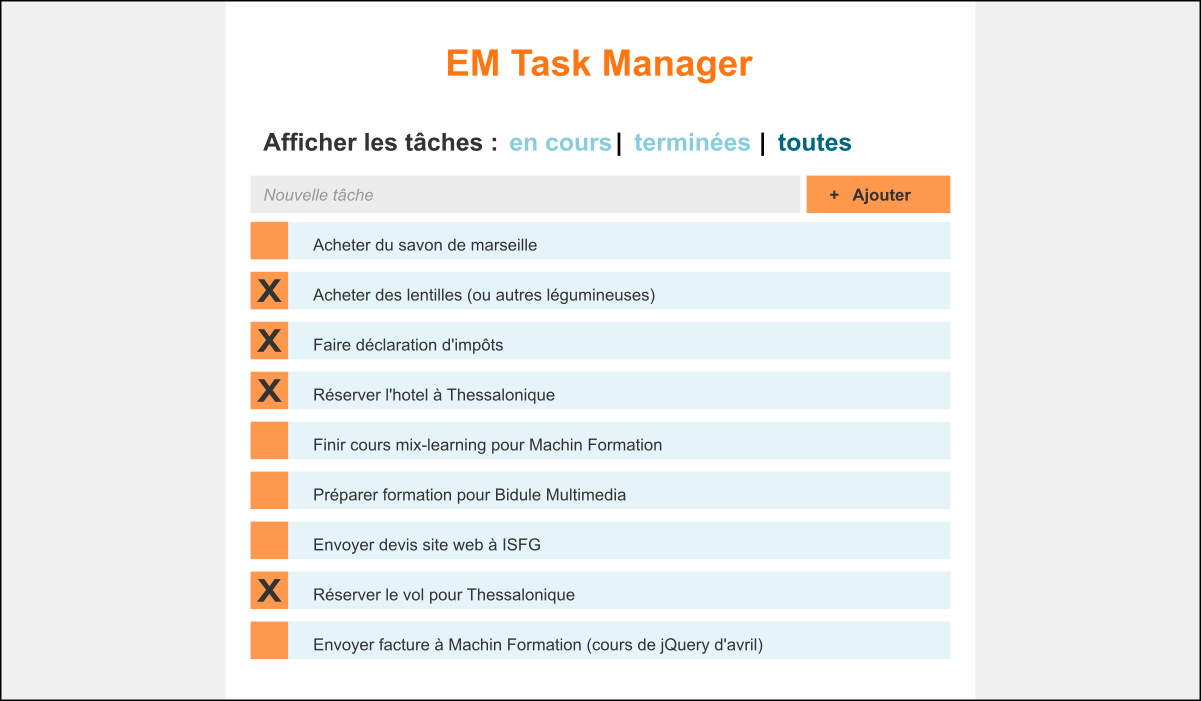 EM Task Manager
Afficher les tâches : en cours | terminées | toutes
Nouvelle tâche + Ajouter
Acheter du savon de marseille
X Acheter des lentilles (ou autres légumineuses)
X Faire déclaration d'impôts
X Réserver l'hotel à Thessalonique
Finir cours mix-learning pour Machin Formation
Préparer formation pour Bidule Multimedia
Envoyer devis site web à ISFG
X Réserver le vol pour Thessalonique
Envoyer facture à Machin Formation (cours de jQuery d'avril)